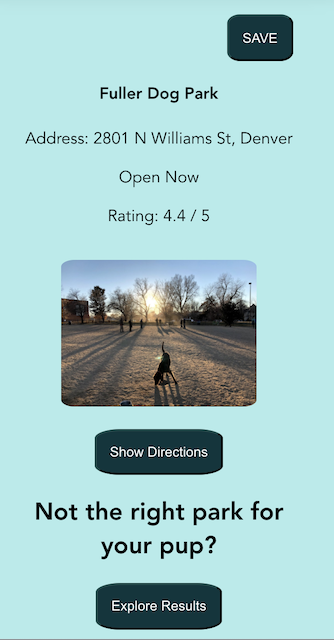 SAVE
Fuller Dog Park
Address: 2801 N Williams St, Denver
Open Now
Rating: 4.4 / 5
Show Directions
Not the right park for
your pup?
Explore Results